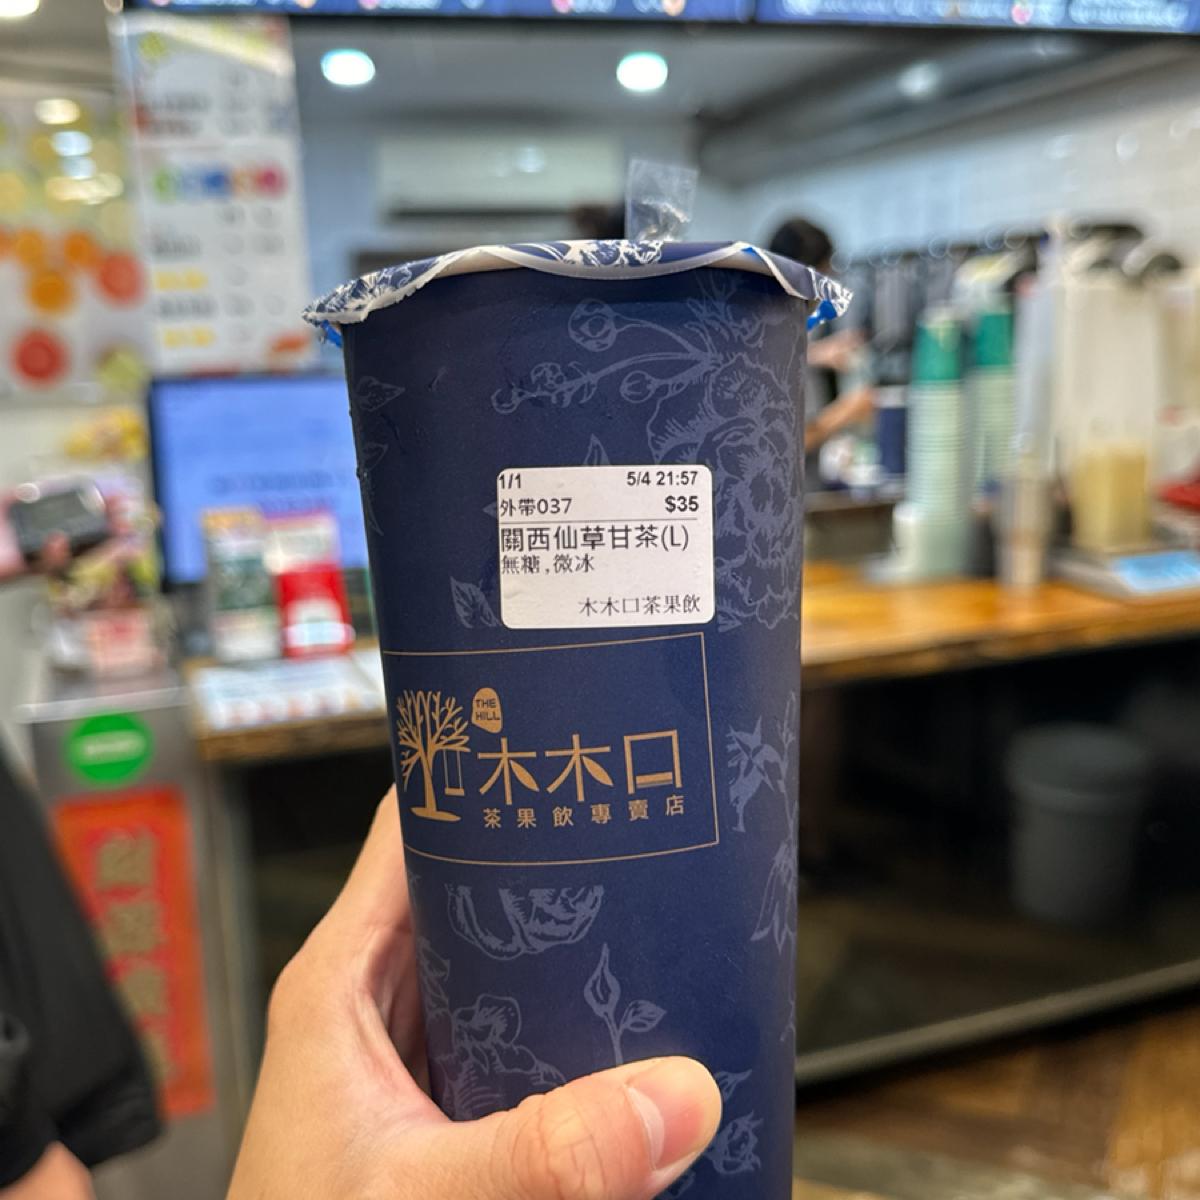 1/1 5/4 21:57
外帶037 $35
關西仙草甘茶(L)
無糖,微冰
木木口茶果飲
THE
HILL
木木口
茶果飲專賣店